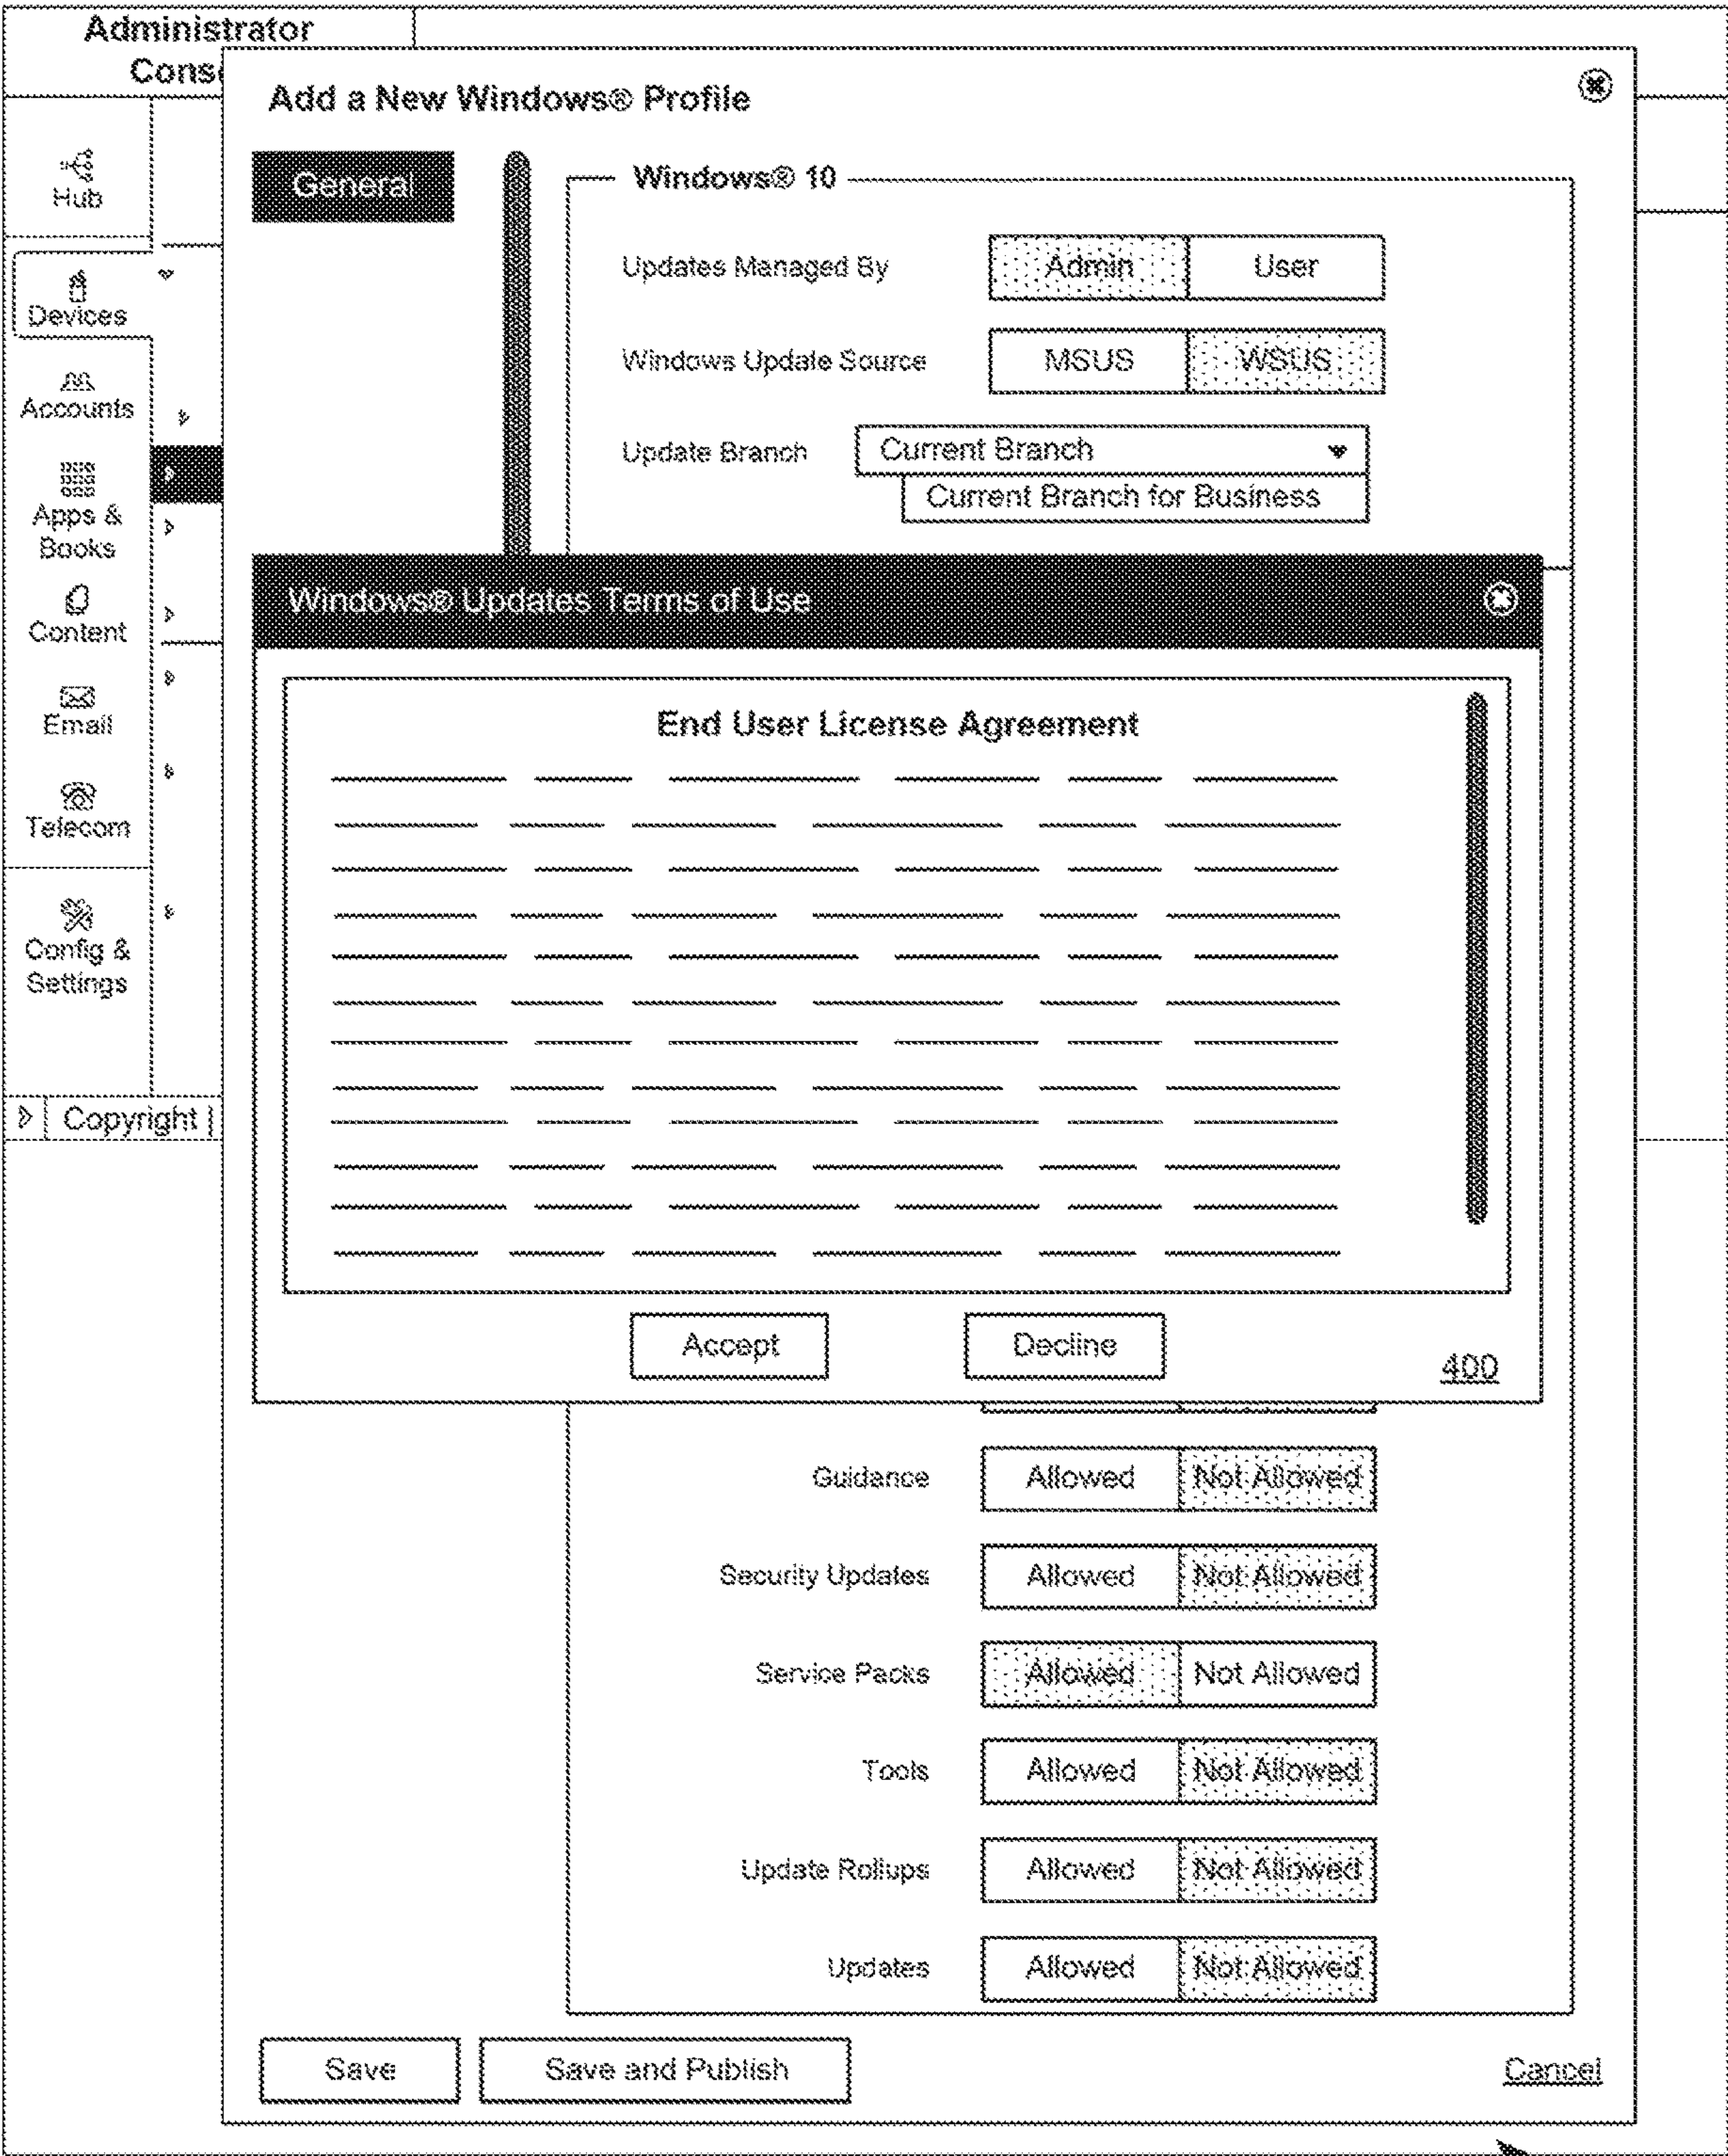 Administrator
Cons
Add a New Windows® Profile
Hub
Devices
Accounts
Apps &
Books
Content
Email
Telecom
Config &
Settings
Copyright |
General
Windows® 10
Updates Managed By Admin User
Windows Update Source MSUS WSUS
Update Branch Current Branch
Current Branch for Business
Windows® Updates Terms of Use
End User License Agreement
Accept Decline
400
Guidance Allowed Not Allowed
Security Updates Allowed Not Allowed
Service Packs Allowed Not Allowed
Tools Allowed Not Allowed
Update Rollups Allowed Not Allowed
Updates Allowed Not Allowed
Save Save and Publish Cancel